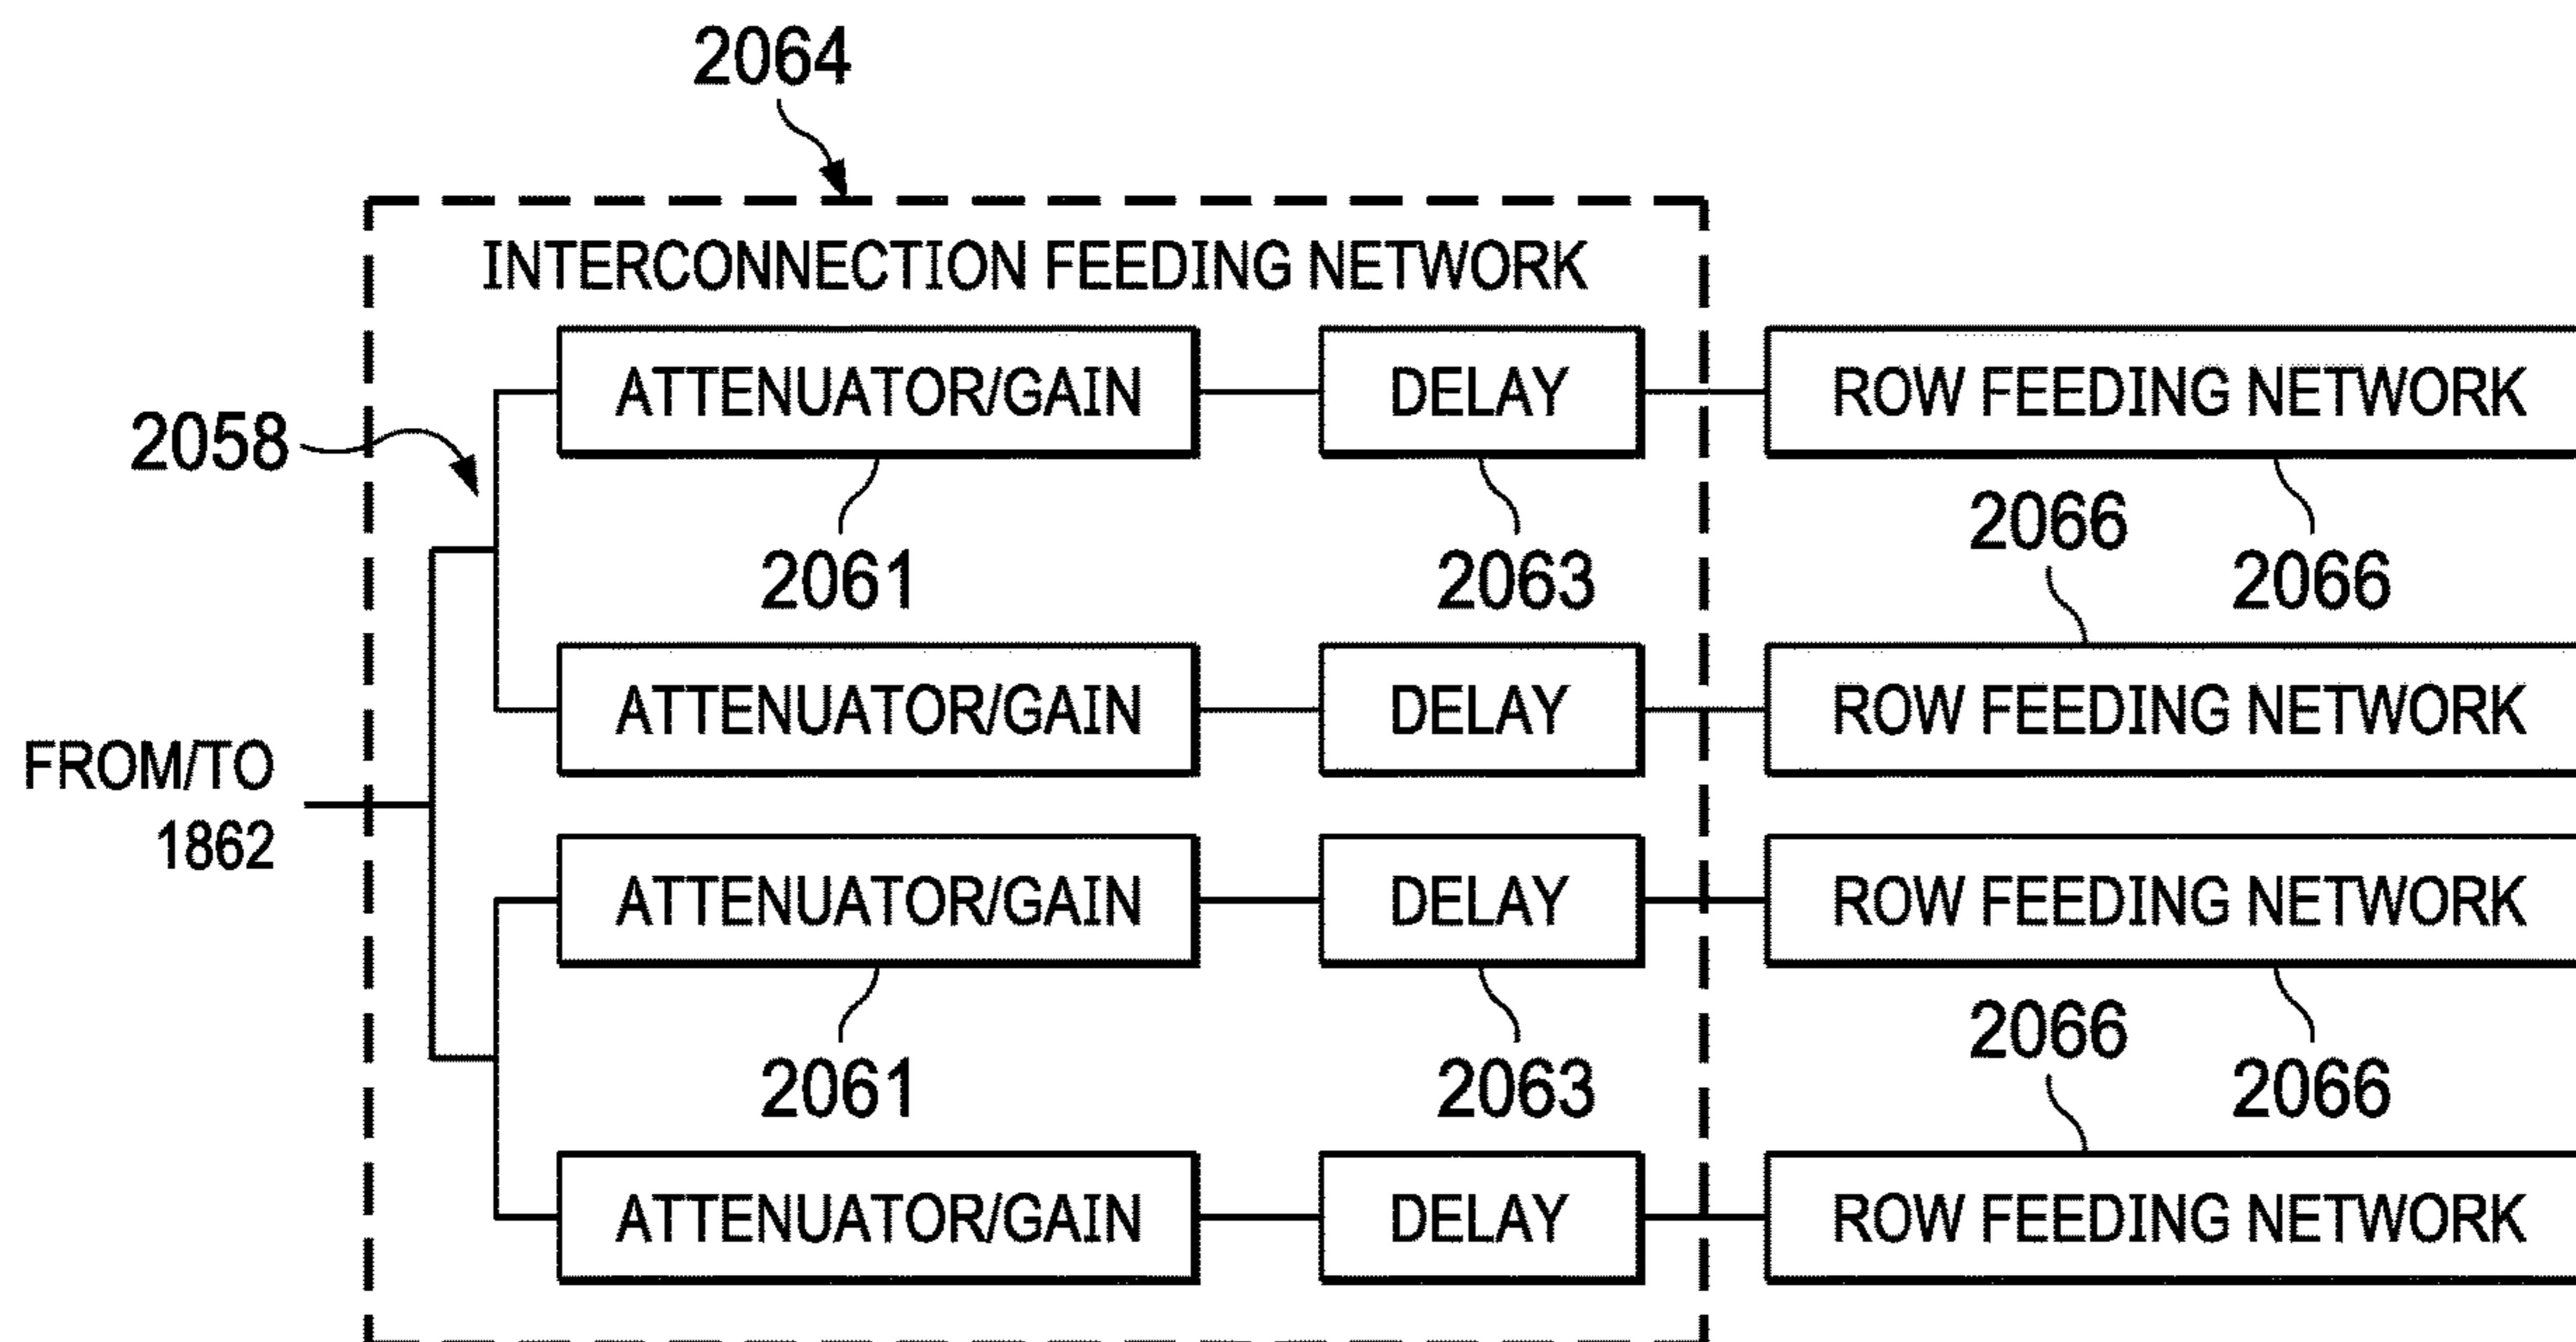 2064
INTERCONNECTION FEEDING NETWORK
ATTENUATOR/GAIN DELAY ROW FEEDING NETWORK
2058
2066
2061 2063 2066
ATTENUATOR/GAIN DELAY ROW FEEDING NETWORK
FROM/TO
1862
ATTENUATOR/GAIN DELAY ROW FEEDING NETWORK
2066
2061 2063 2066
ATTENUATOR/GAIN DELAY ROW FEEDING NETWORK